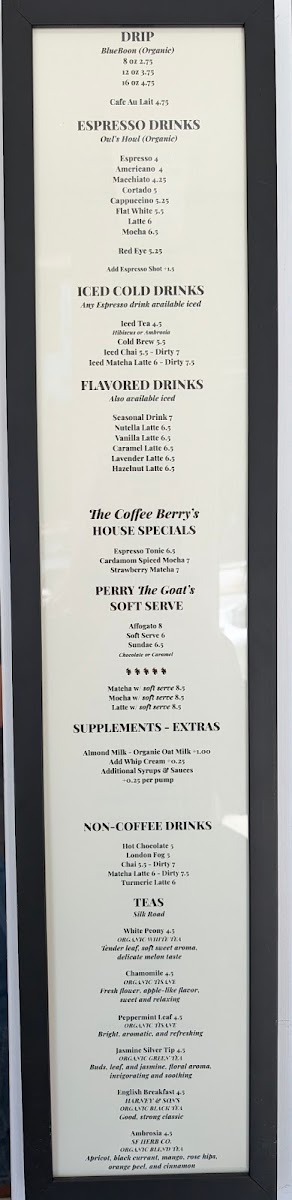 DRIP
BlueBoon (Organic)
8 oz 2.75
12 oz 3.75
16 oz 4.75
Cafe Au Lait 4.75
ESPRESSO DRINKS
Owl's Howl (Organic)
Espresso 4
Americano 4
Macchiato 4.25
Cortado 5
Cappuccino 5.25
Flat White 5.5
Latte 6
Mocha 6.5
Red Eye 5.25
Add Espresso Shot +1.5
ICED COLD DRINKS
Any Espresso drink available iced
Iced Tea 4.5
Hibiscus or Ambrosia
Cold Brew 5.5
Iced Chai 5.5 - Dirty 7
Iced Matcha Latte 6 - Dirty 7.5
FLAVORED DRINKS
Also available iced
Seasonal Drink 7
Nutella Latte 6.5
Vanilla Latte 6.5
Caramel Latte 6.5
Lavender Latte 6.5
Hazelnut Latte 6.5
The Coffee Berry's
HOUSE SPECIALS
Espresso Tonic 6.5
Cardamom Spiced Mocha 7
Strawberry Matcha 7
PERRY The Goat's
SOFT SERVE
Affogato 8
Soft Serve 6
Sundae 6.5
Chocolate or Caramel
Matcha w/ soft serve 8.5
Mocha w/ soft serve 8.5
Latte w/ soft serve 8.5
SUPPLEMENTS - EXTRAS
Almond Milk - Organic Oat Milk +1.00
Add Whip Cream +0.25
Additional Syrups & Sauces
+0.25 per pump
NON-COFFEE DRINKS
Hot Chocolate 5
London Fog 5
Chai 5.5 - Dirty 7
Matcha Latte 6 - Dirty 7.5
Turmeric Latte 6
TEAS
Silk Road
White Peony 4.5
ORGANIC WHITE TEA
Tender leaf, soft sweet aroma,
delicate melon taste
Chamomile 4.5
ORGANIC TISANE
Fresh flower, apple-like flavor,
sweet and relaxing
Peppermint Leaf 4.5
ORGANIC TISANE
Bright, aromatic, and refreshing
Jasmine Silver Tip 4.5
ORGANIC GREEN TEA
Buds, leaf, and jasmine, floral aroma,
invigorating and soothing
English Breakfast 4.5
HARNEY & SONS
ORGANIC BLACK TEA
Good, strong classic
Ambrosia 4.5
SF HERB CO.
ORGANIC BLEND TEA
Apricot, black currant, mango, rose hips,
orange peel, and cinnamon